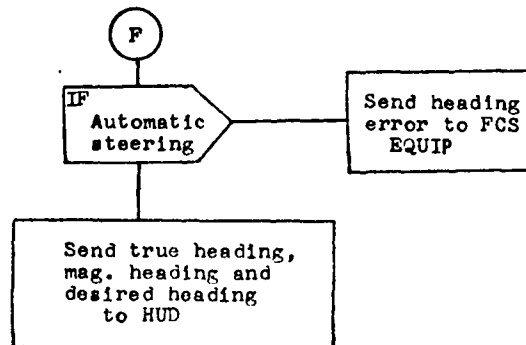 F
IF
Automatic
steering
Send heading
error to FCS
EQUIP
Send true heading,
mag. heading and
desired heading
to HUD